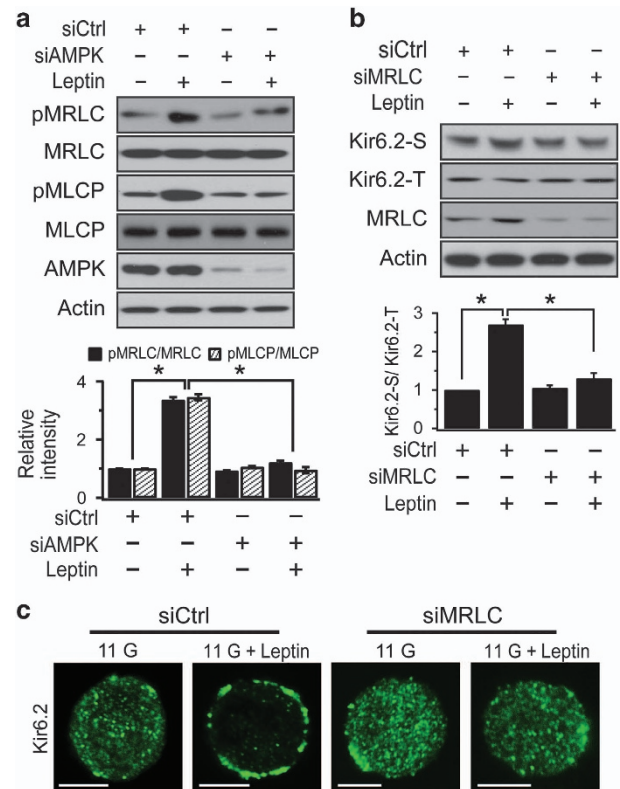 a
siCtrl + + − −
siAMPK − − + +
Leptin − + − +
pMRLC
MRLC
pMLCP
MLCP
AMPK
Actin
pMRLC/MRLC pMLCP/MLCP
* *
Relative intensity
4
2
0
siCtrl + + − −
siAMPK − − + +
Leptin − + − +
b
siCtrl + + − −
siMRLC − − + +
Leptin − + − +
Kir6.2-S
Kir6.2-T
MRLC
Actin
* *
Kir6.2-S/ Kir6.2-T
3
2
1
0
siCtrl + + − −
siMRLC − − + +
Leptin − + − +
c
siCtrl siMRLC
11 G 11 G + Leptin 11 G 11 G + Leptin
Kir6.2